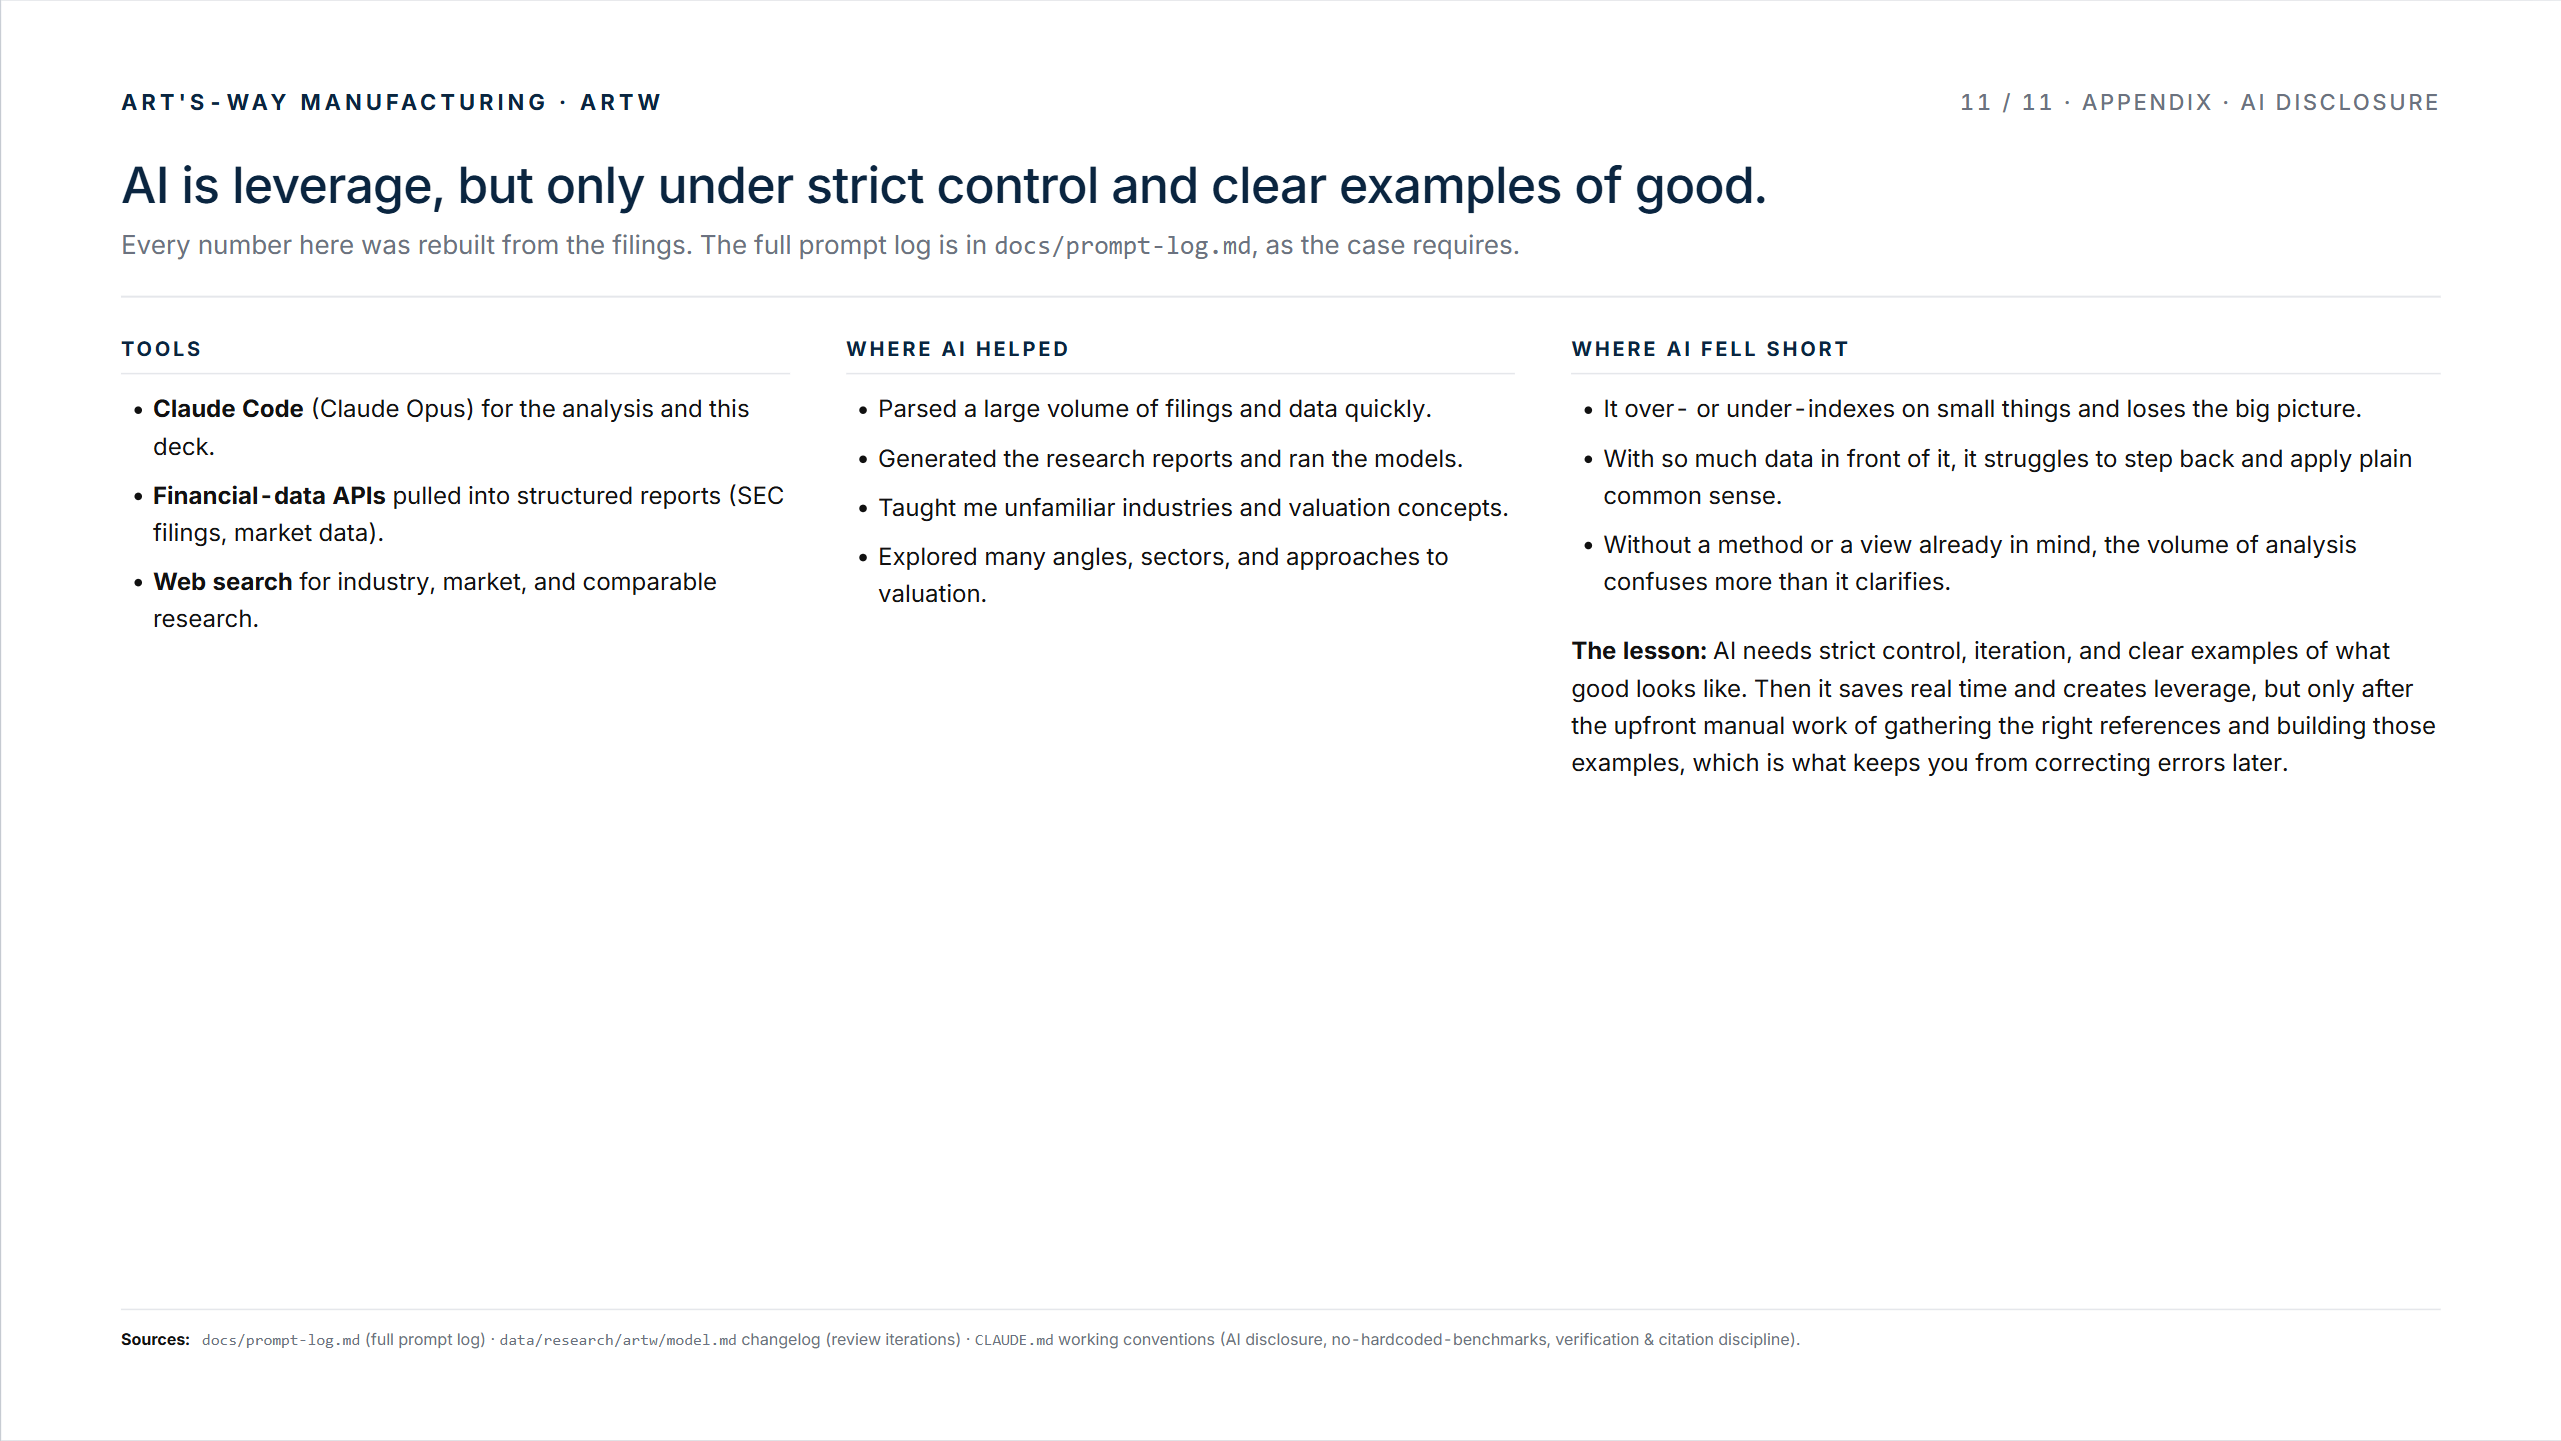 ART'S-WAY MANUFACTURING · ARTW
11 / 11 · APPENDIX · AI DISCLOSURE
AI is leverage, but only under strict control and clear examples of good.
Every number here was rebuilt from the filings. The full prompt log is in docs/prompt-log.md, as the case requires.
TOOLS
• Claude Code (Claude Opus) for the analysis and this
deck.
• Financial-data APIs pulled into structured reports (SEC
filings, market data).
• Web search for industry, market, and comparable
research.
WHERE AI HELPED
• Parsed a large volume of filings and data quickly.
• Generated the research reports and ran the models.
• Taught me unfamiliar industries and valuation concepts.
• Explored many angles, sectors, and approaches to
valuation.
WHERE AI FELL SHORT
• It over- or under-indexes on small things and loses the big picture.
• With so much data in front of it, it struggles to step back and apply plain
common sense.
• Without a method or a view already in mind, the volume of analysis
confuses more than it clarifies.
The lesson: AI needs strict control, iteration, and clear examples of what
good looks like. Then it saves real time and creates leverage, but only after
the upfront manual work of gathering the right references and building those
examples, which is what keeps you from correcting errors later.
Sources: docs/prompt-log.md (full prompt log) · data/research/artw/model.md changelog (review iterations) · CLAUDE.md working conventions (AI disclosure, no-hardcoded-benchmarks, verification & citation discipline).